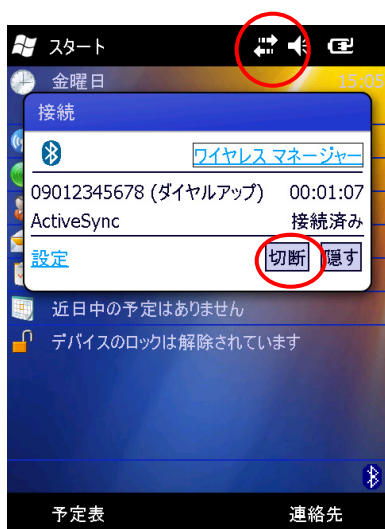 スタート
金曜日 15:05
接続
ワイヤレス マネージャー
09012345678 (ダイヤルアップ) 00:01:07
ActiveSync 接続済み
設定 切断 隠す
近日中の予定はありません
デバイスのロックは解除されています
予定表 連絡先